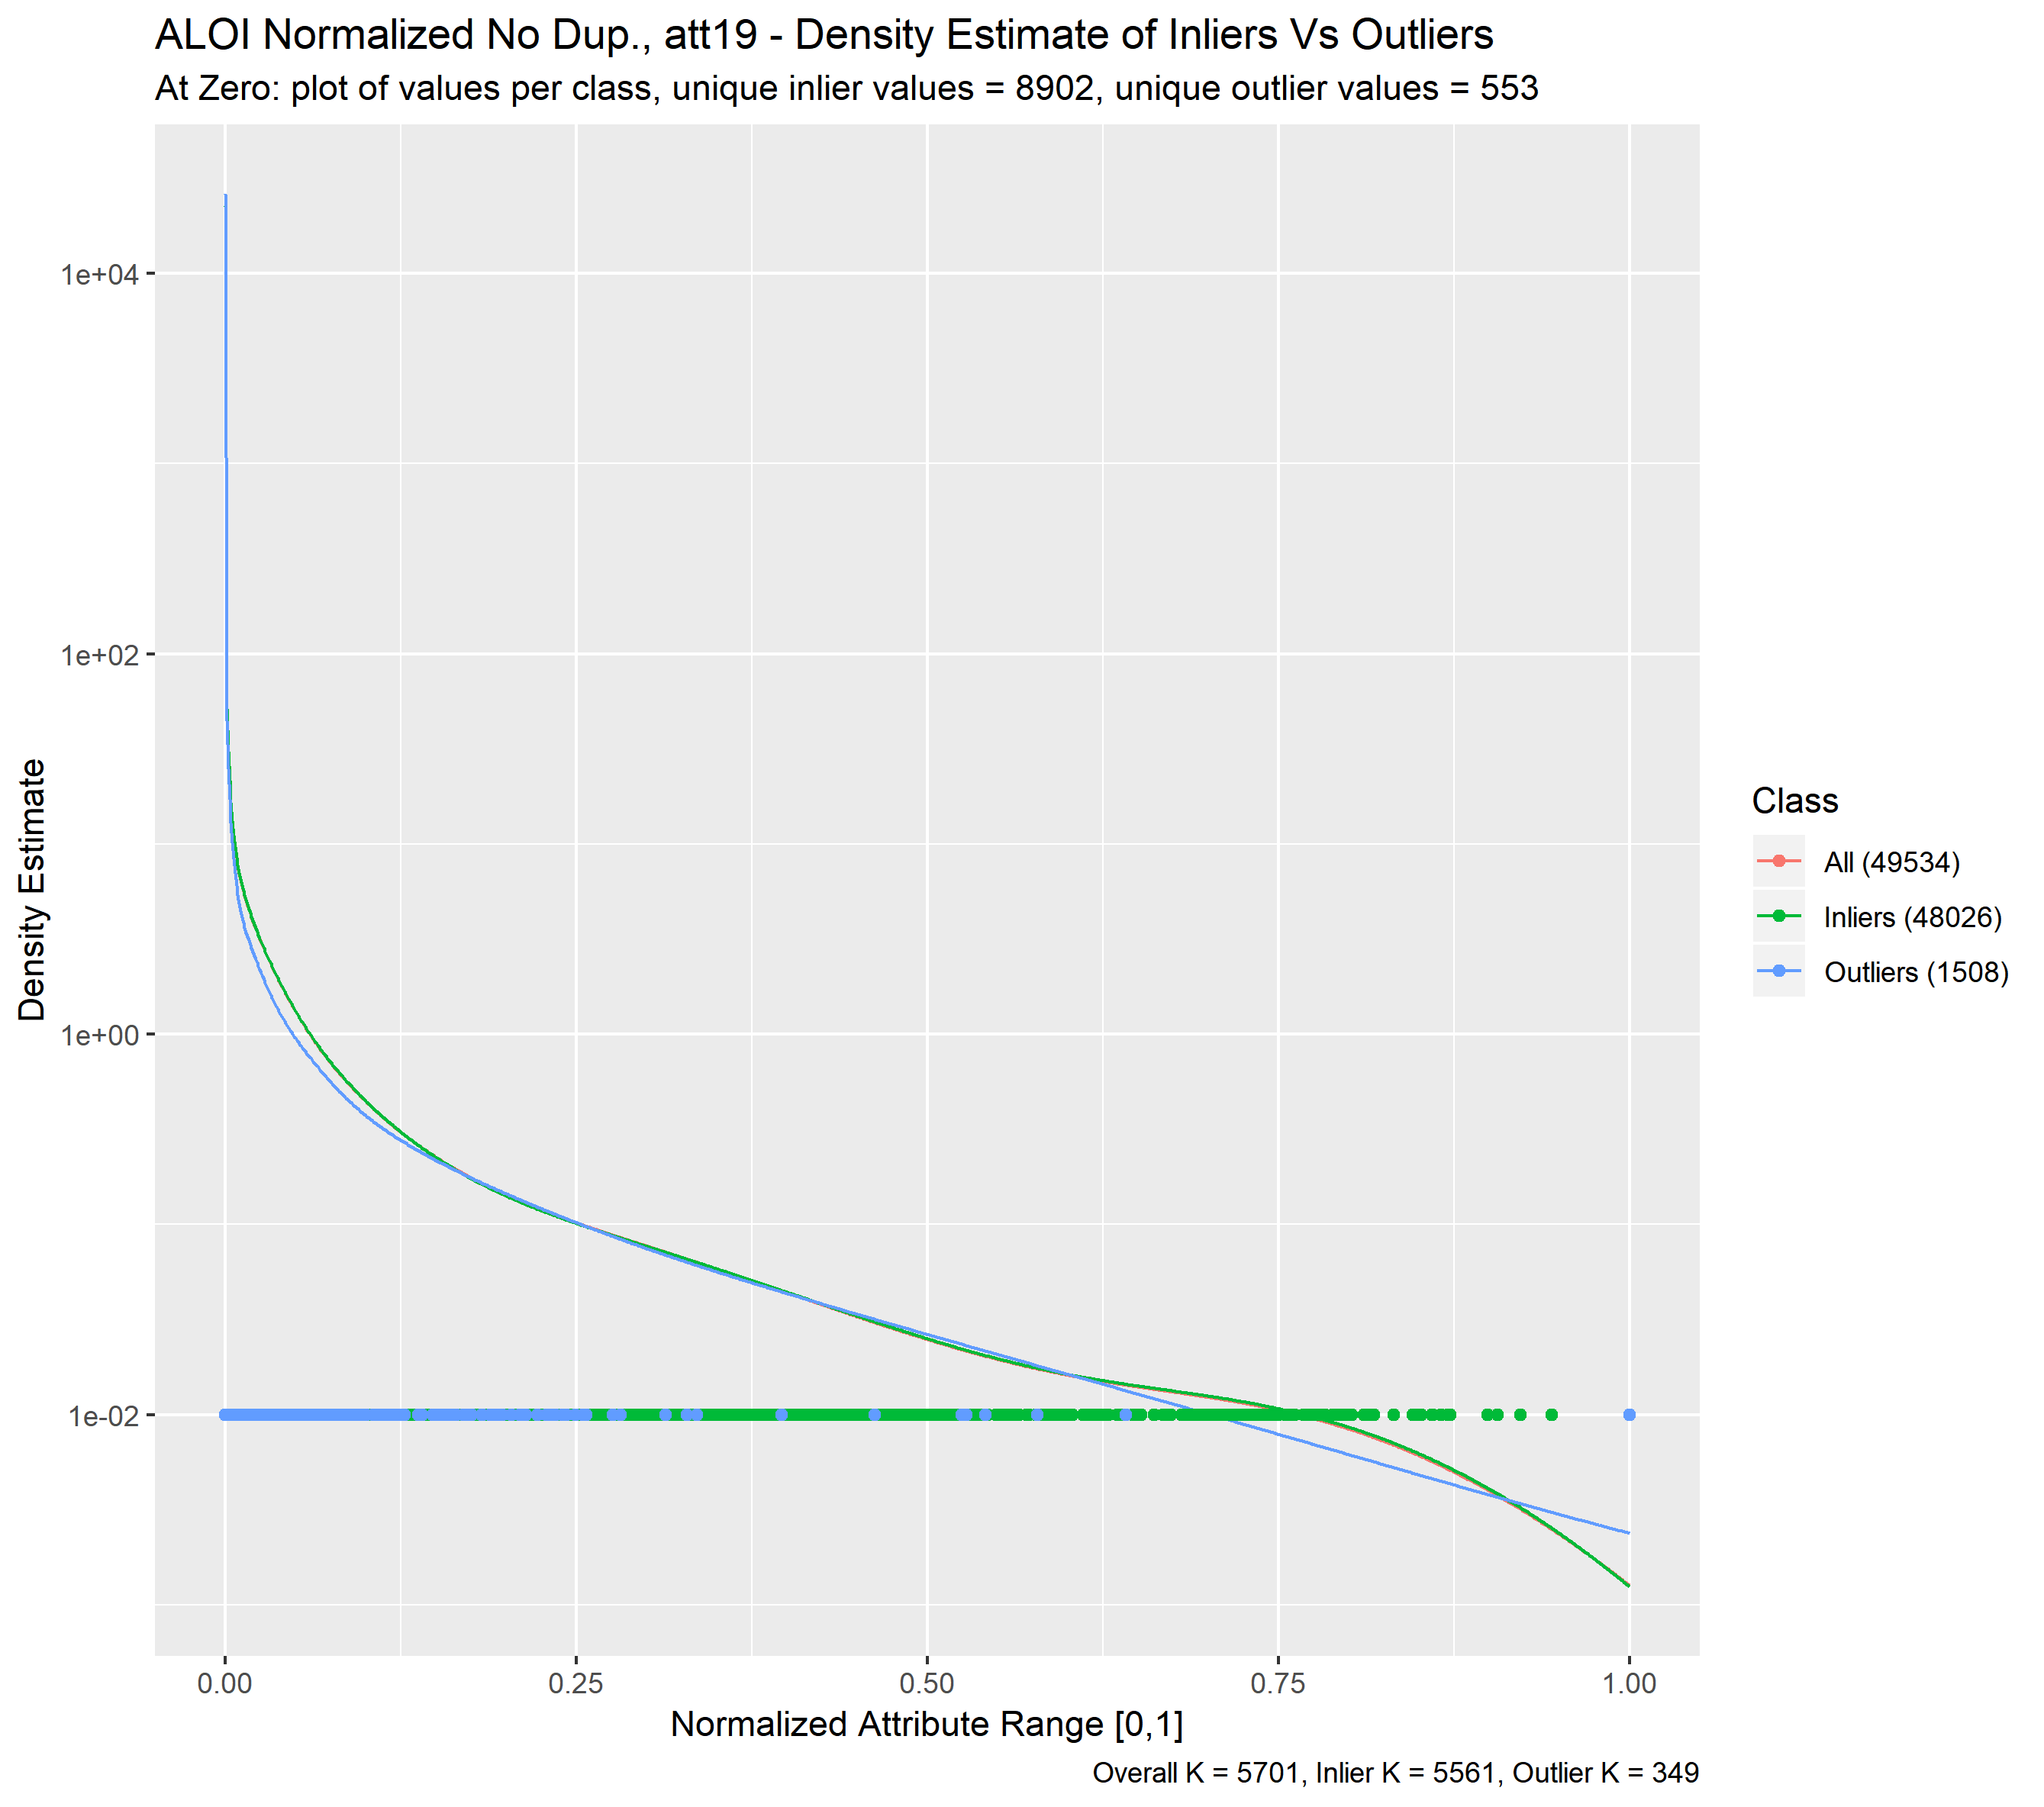 ALOI Normalized No Dup., att19 - Density Estimate of Inliers Vs Outliers
At Zero: plot of values per class, unique inlier values = 8902, unique outlier values = 553
Density Estimate
1e+04
1e+02
1e+00
1e-02
0.00 0.25 0.50 0.75 1.00
Normalized Attribute Range [0,1]
Overall K = 5701, Inlier K = 5561, Outlier K = 349
Class
All (49534)
Inliers (48026)
Outliers (1508)